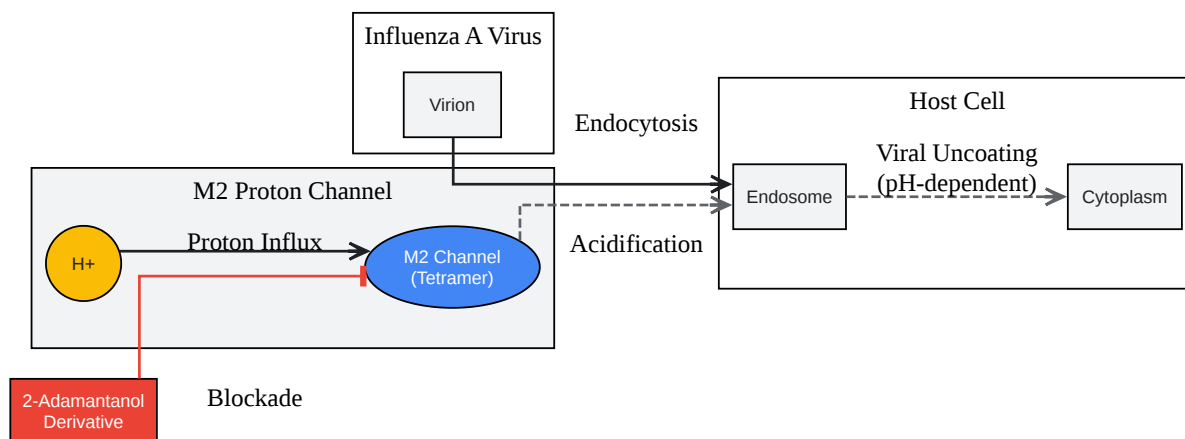 Influenza A Virus
Virion
Endocytosis
Host Cell
Viral Uncoating
(pH-dependent)
Endosome
Cytoplasm
M2 Proton Channel
Proton Influx
H+
M2 Channel
(Tetramer)
Acidification
2-Adamantanol
Derivative
Blockade